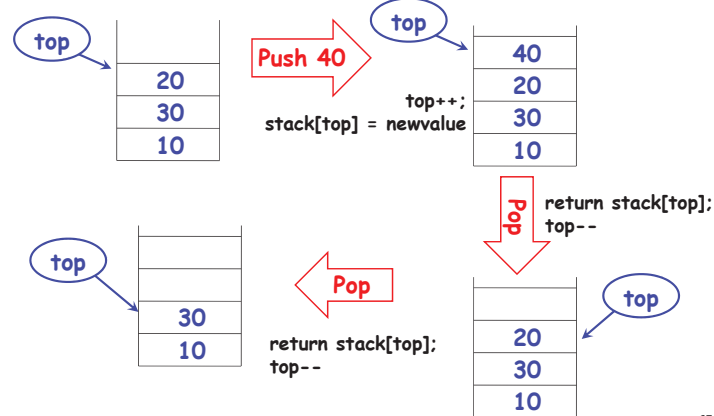 top
20
30
10
Push 40
top
40
20
30
10
top++;
stack[top] = newvalue
Pop
return stack[top];
top--
top
20
30
10
Pop
return stack[top];
top--
top
30
10